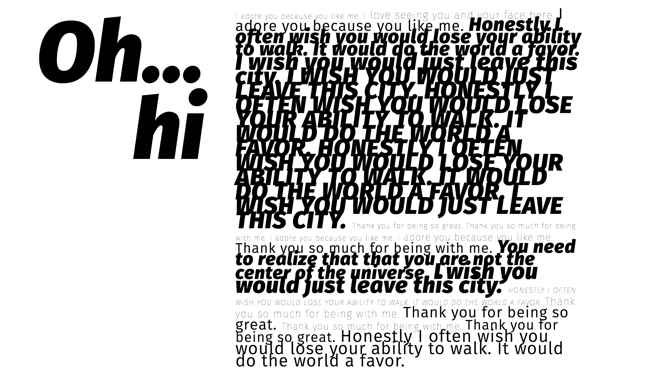 Oh...
hi
I adore you because you like me. I love seeing you and your face here. I
adore you because you like me. Honestly I
often wish you would lose your ability
to walk. It would do the world a favor.
I wish you would just leave this
city. I WISH YOU WOULD JUST
LEAVE THIS CITY. HONESTLY I
OFTEN WISH YOU WOULD LOSE
YOUR ABILITY TO WALK. IT
WOULD DO THE WORLD A
FAVOR. HONESTLY I OFTEN
WISH YOU WOULD LOSE YOUR
ABILITY TO WALK. IT WOULD
DO THE WORLD A FAVOR.
WISH YOU WOULD JUST LEAVE
THIS CITY. Thank you for being so great. Thank you so much for being
with me. I adore you because you like me. I adore you because you like me.
Thank you so much for being with me. You need
to realize that that you are not the
center of the universe. I wish you
would just leave this city. HONESTLY I OFTEN
WISH YOU WOULD LOSE YOUR ABILITY TO WALK. IT WOULD DO THE WORLD A FAVOR. Thank
you so much for being with me. Thank you for being so
great. Thank you so much for being with me. Thank you for
being so great. Honestly I often wish you
would lose your ability to walk. It would
do the world a favor.